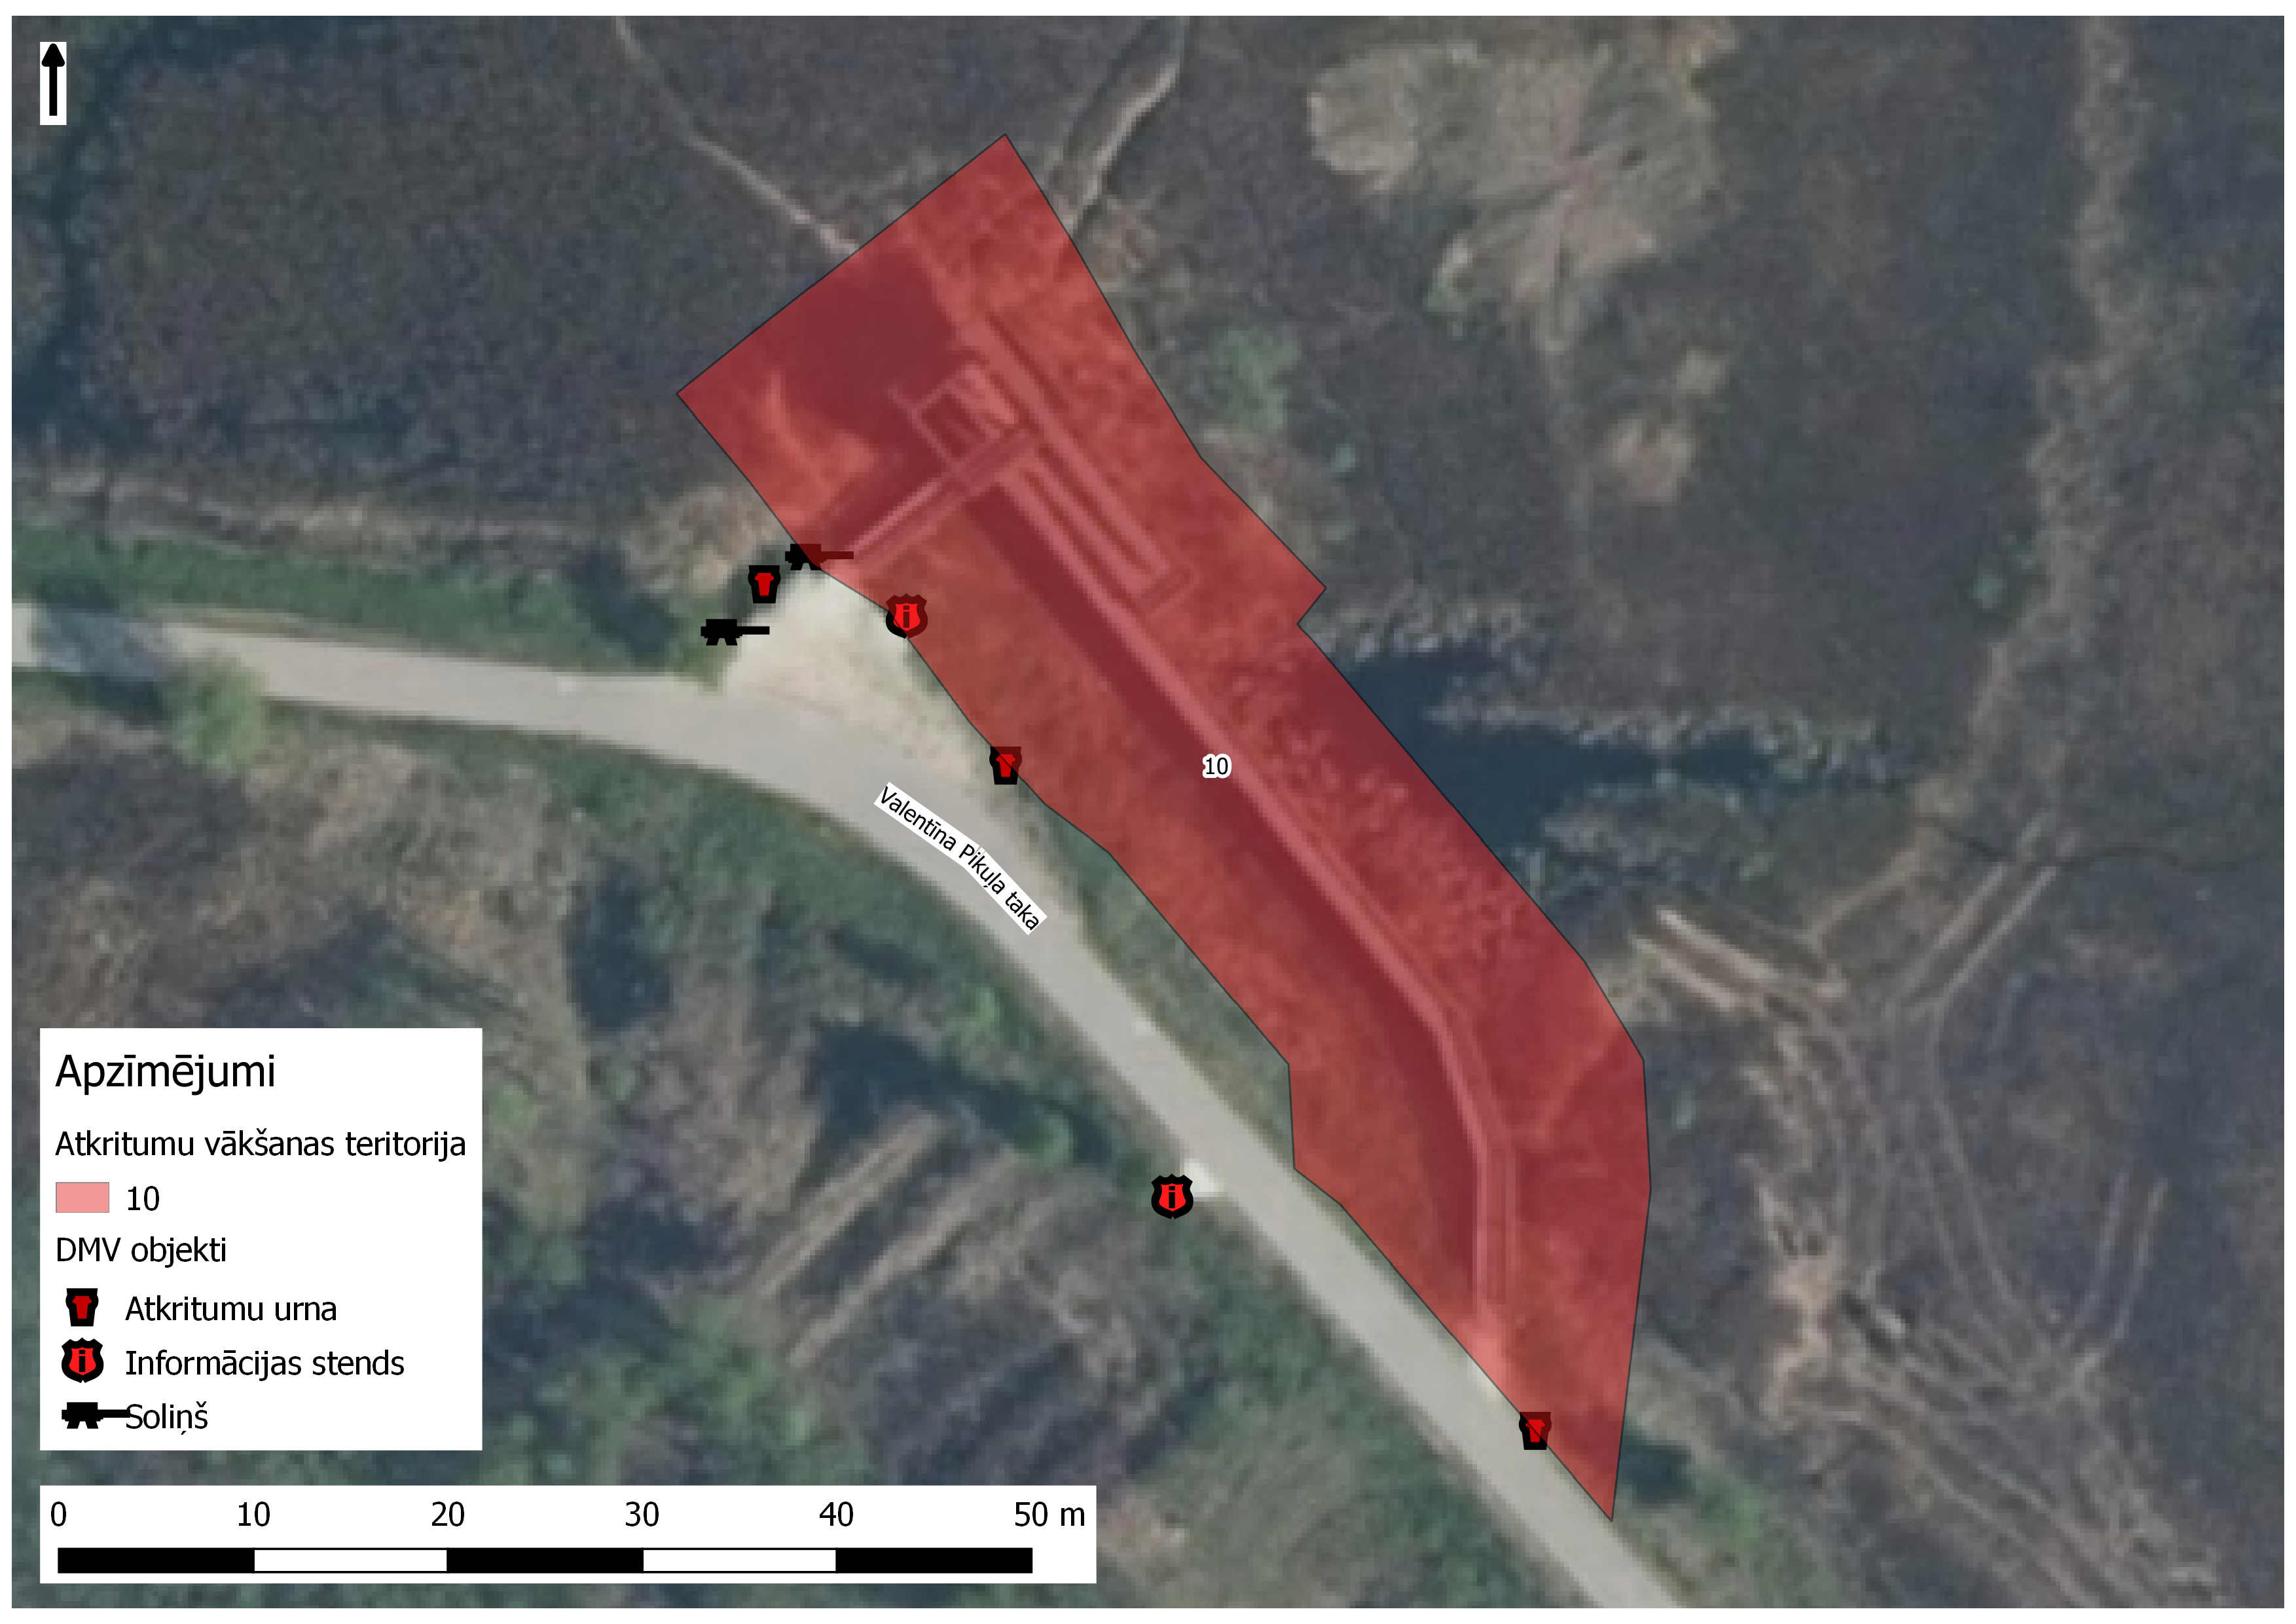 10
Valentīna Pikuļa taka
Apzīmējumi
Atkritumu vākšanas teritorija
10
DMV objekti
Atkritumu urna
Informācijas stends
Soliņš
0 10 20 30 40 50 m